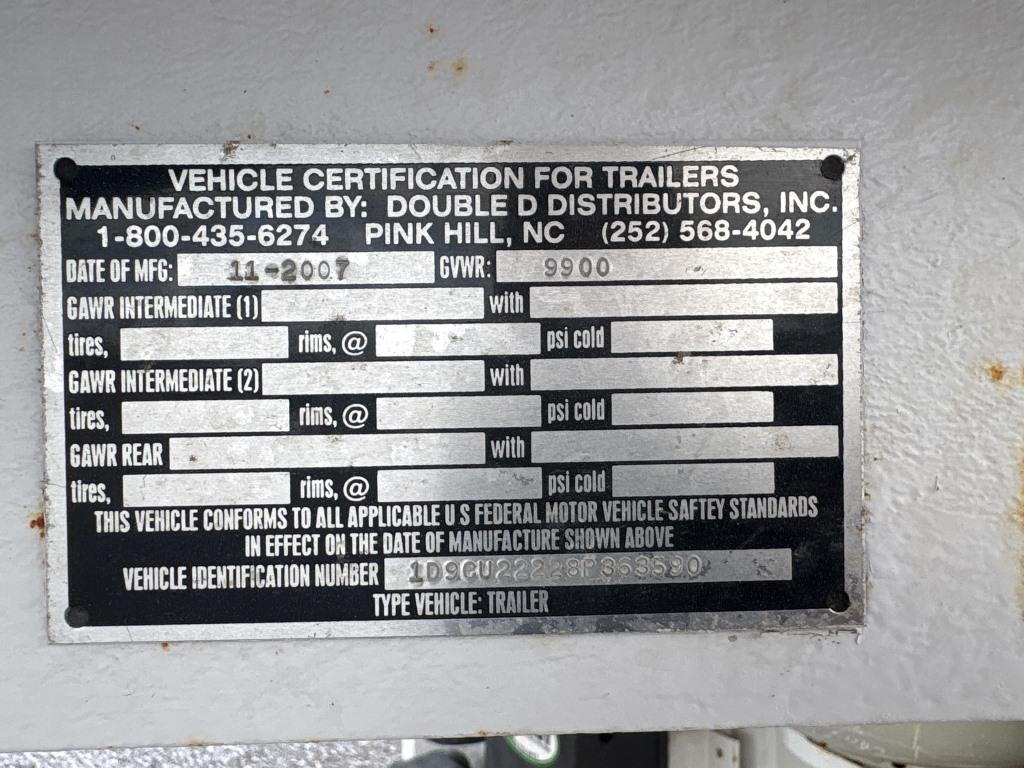 VEHICLE CERTIFICATION FOR TRAILERS
MANUFACTURED BY: DOUBLE D DISTRIBUTORS, INC.
1-800-435-6274 PINK HILL, NC (252) 568-4042
DATE OF MFG: 11-2007 GVWR: 9900
GAWR INTERMEDIATE (1) with
tires, rims, @ psi cold
GAWR INTERMEDIATE (2) with
tires, rims, @ psi cold
GAWR REAR with
tires, rims, @ psi cold
THIS VEHICLE CONFORMS TO ALL APPLICABLE U S FEDERAL MOTOR VEHICLE SAFTEY STANDARDS
IN EFFECT ON THE DATE OF MANUFACTURE SHOWN ABOVE
VEHICLE IDENTIFICATION NUMBER
TYPE VEHICLE: TRAILER